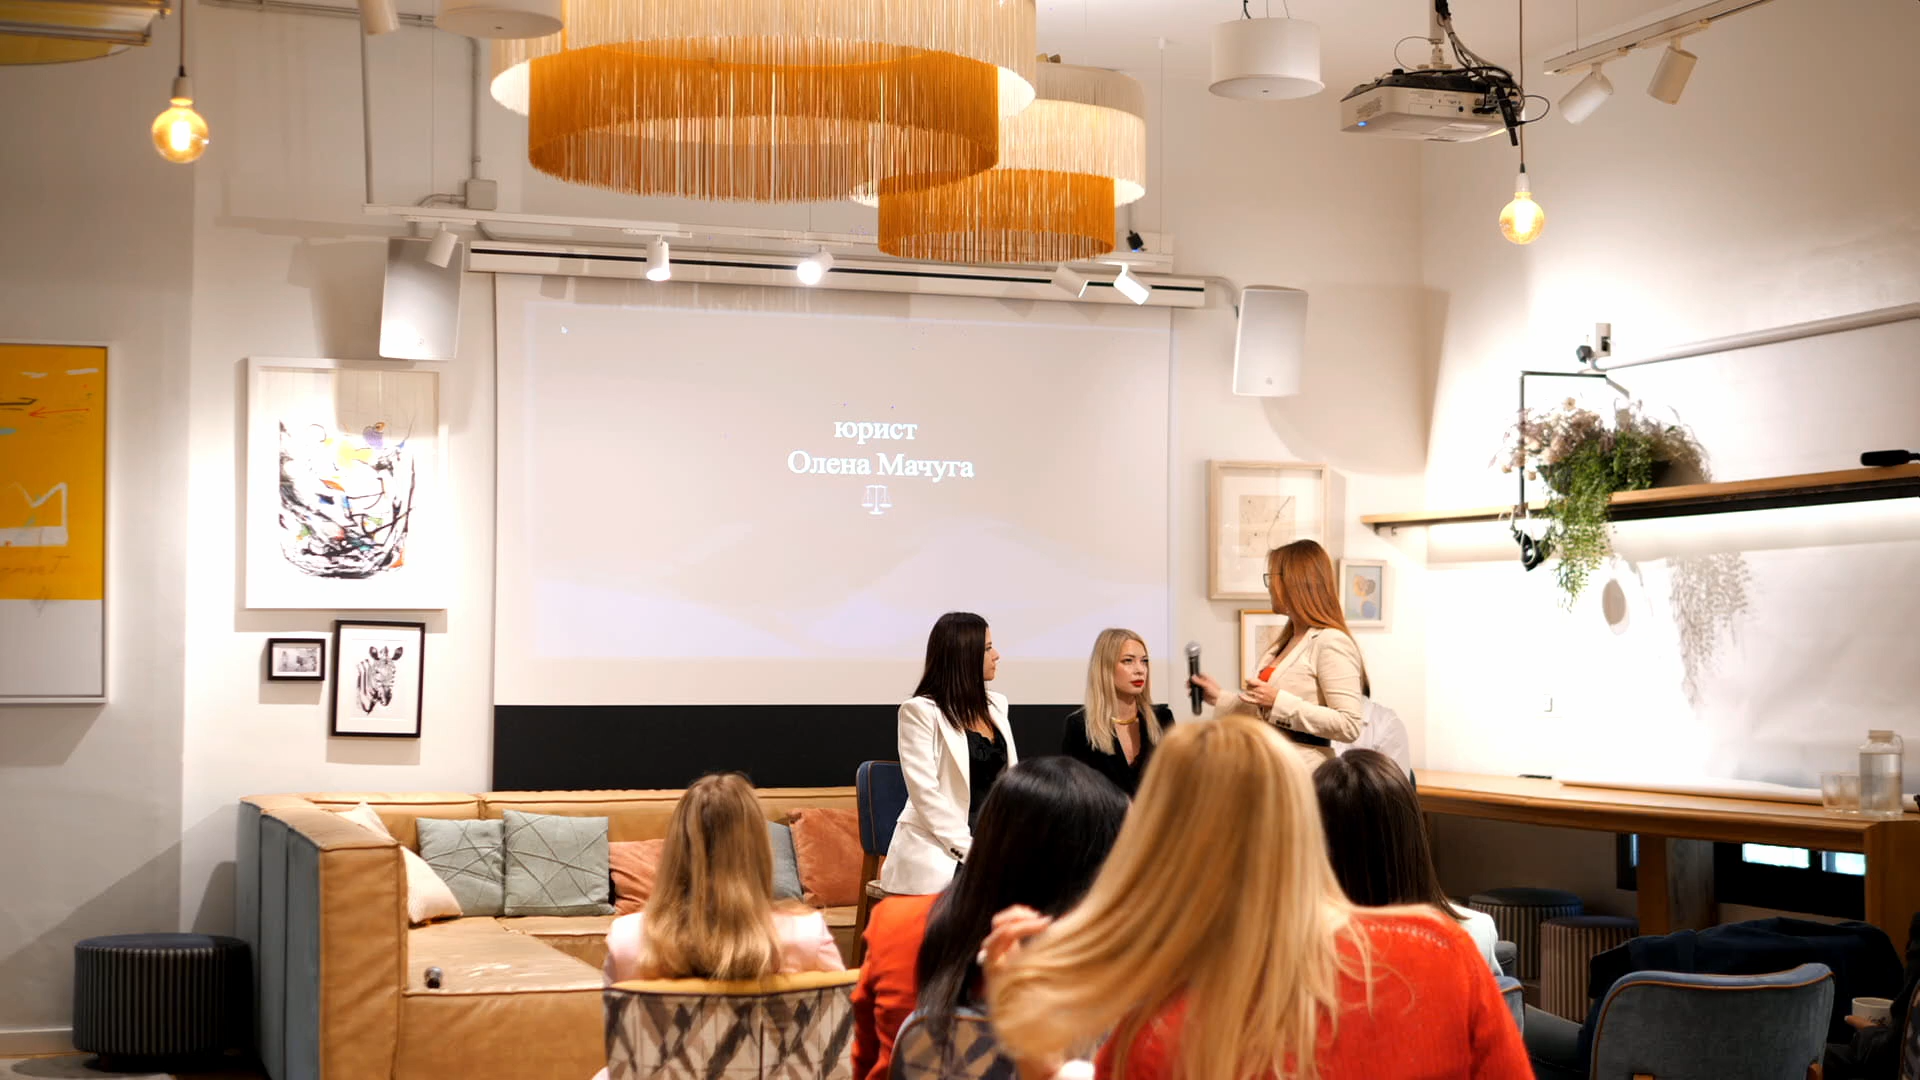 юрист
Олена Мачуга